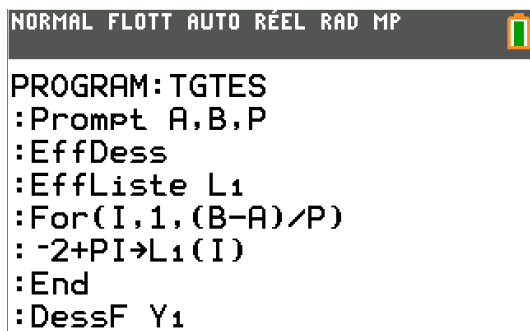 NORMAL FLOTT AUTO RÉEL RAD MP
PROGRAM:TGTES
:Prompt A,B,P
:EffDess
:EffListe L₁
:For(I,1,(B-A)/P)
: ⁻2+PI→L₁(I)
:End
:DessF Y₁